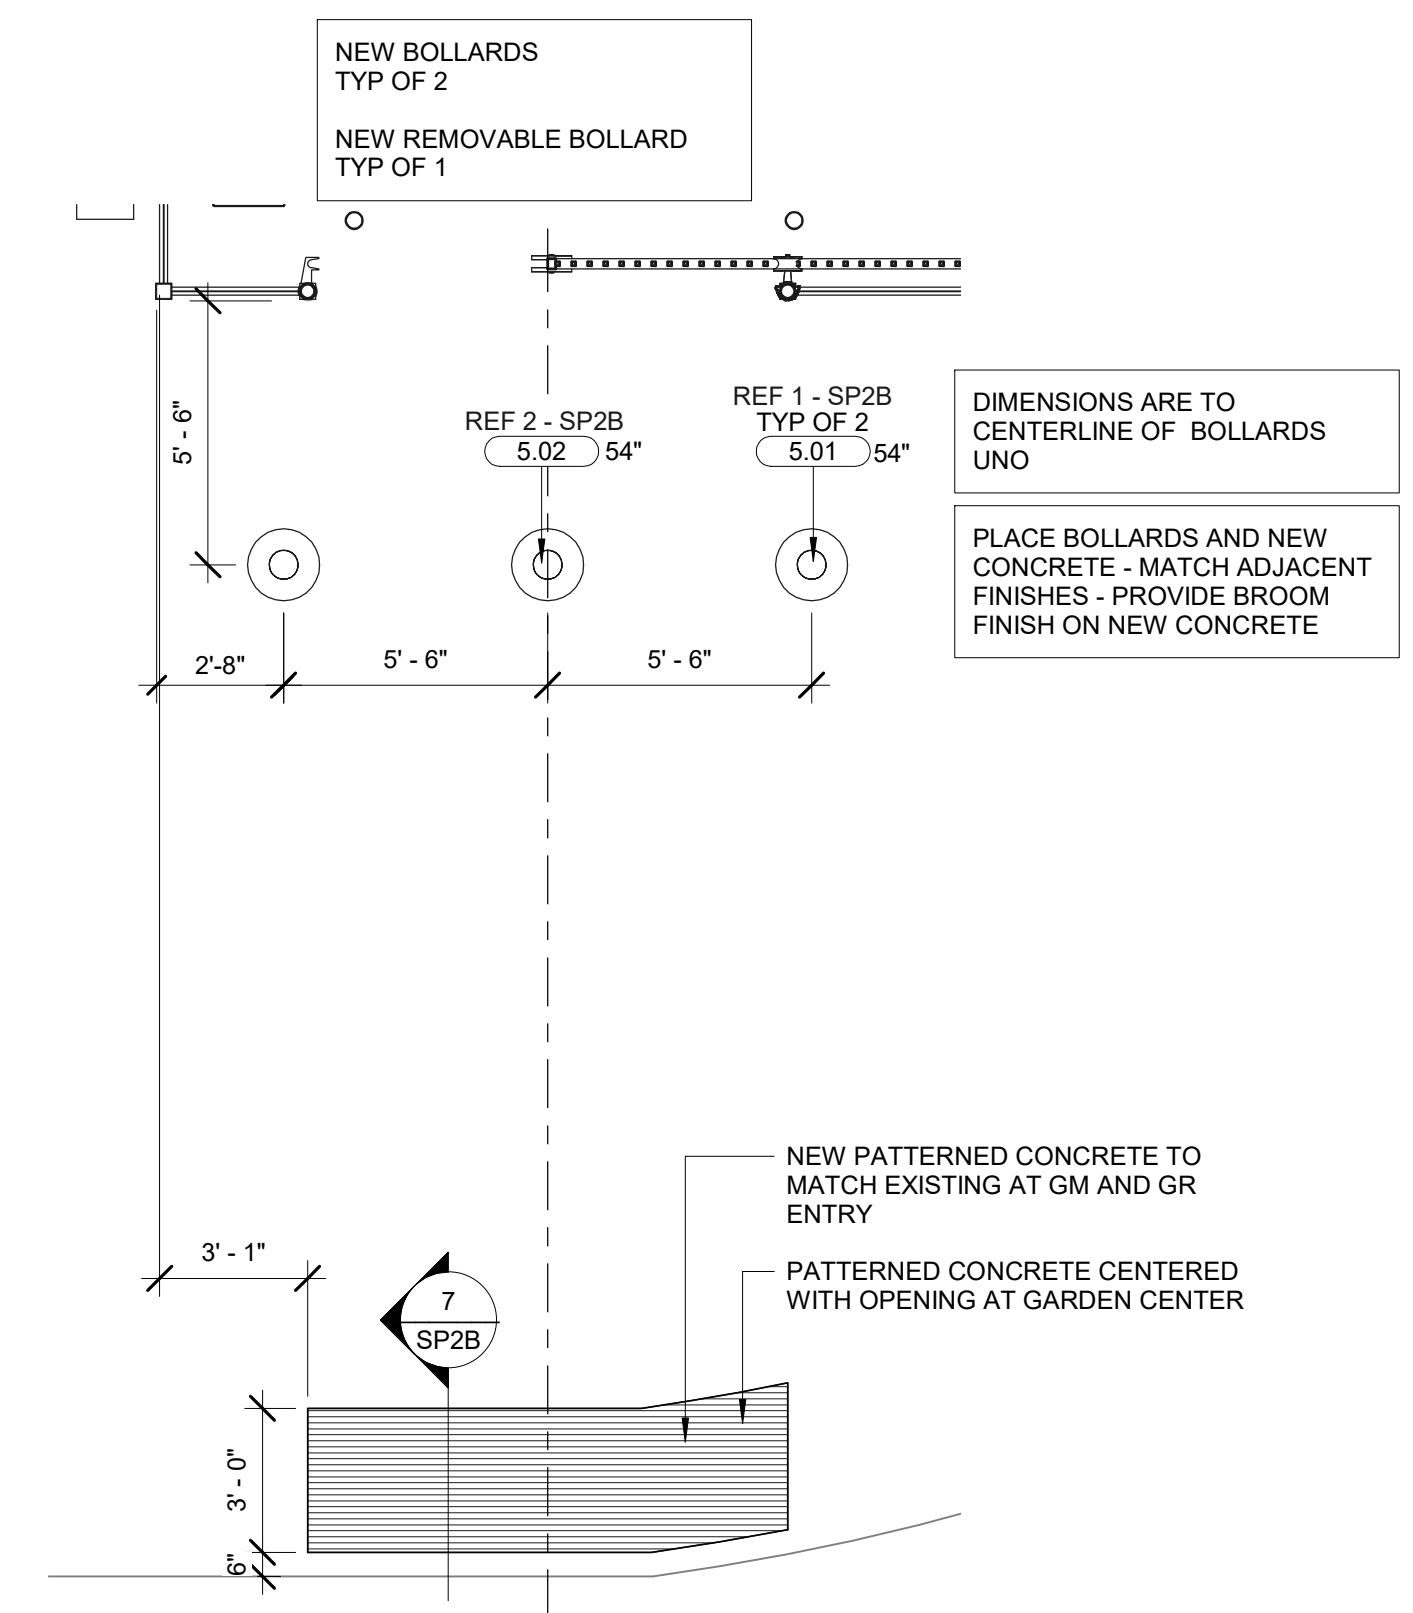 NEW BOLLARDS
TYP OF 2
NEW REMOVABLE BOLLARD
TYP OF 1
5' - 6"
REF 2 - SP2B
5.02 54"
REF 1 - SP2B
TYP OF 2
5.01 54"
DIMENSIONS ARE TO
CENTERLINE OF BOLLARDS
UNO
PLACE BOLLARDS AND NEW
CONCRETE - MATCH ADJACENT
FINISHES - PROVIDE BROOM
FINISH ON NEW CONCRETE
2'-8"
5' - 6"
5' - 6"
NEW PATTERNED CONCRETE TO
MATCH EXISTING AT GM AND GR
ENTRY
PATTERNED CONCRETE CENTERED
WITH OPENING AT GARDEN CENTER
3' - 1"
7
SP2B
3' - 0"
6"